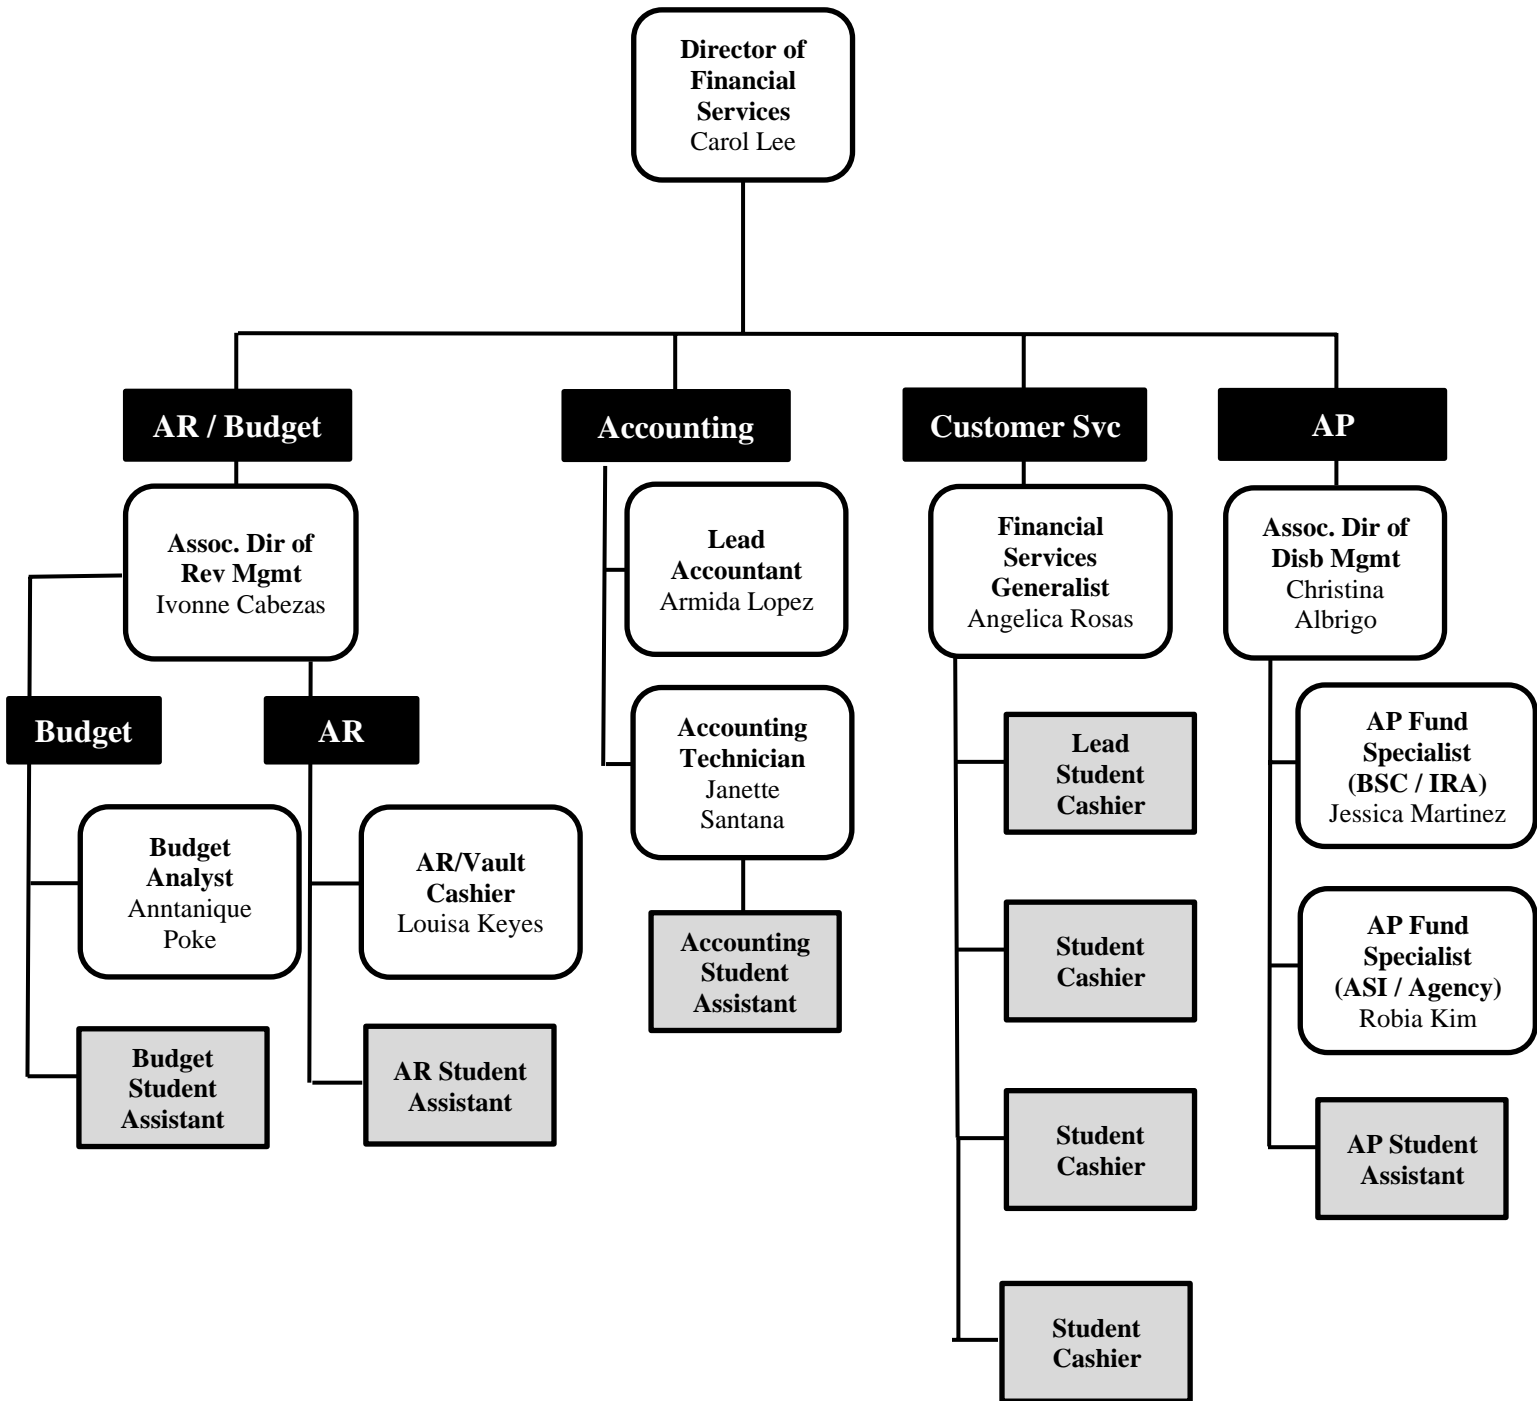 Director of
Financial
Services
Carol Lee
AR / Budget
Accounting
Customer Svc
AP
Assoc. Dir of
Rev Mgmt
Ivonne Cabezas
Lead
Accountant
Armida Lopez
Financial
Services
Generalist
Angelica Rosas
Assoc. Dir of
Disb Mgmt
Christina
Albrigo
Budget
AR
Accounting
Technician
Janette
Santana
Lead
Student
Cashier
AP Fund
Specialist
(BSC / IRA)
Jessica Martinez
Budget
Analyst
Anntanique
Poke
AR/Vault
Cashier
Louisa Keyes
Accounting
Student
Assistant
Student
Cashier
AP Fund
Specialist
(ASI / Agency)
Robia Kim
Budget
Student
Assistant
AR Student
Assistant
Student
Cashier
AP Student
Assistant
Student
Cashier